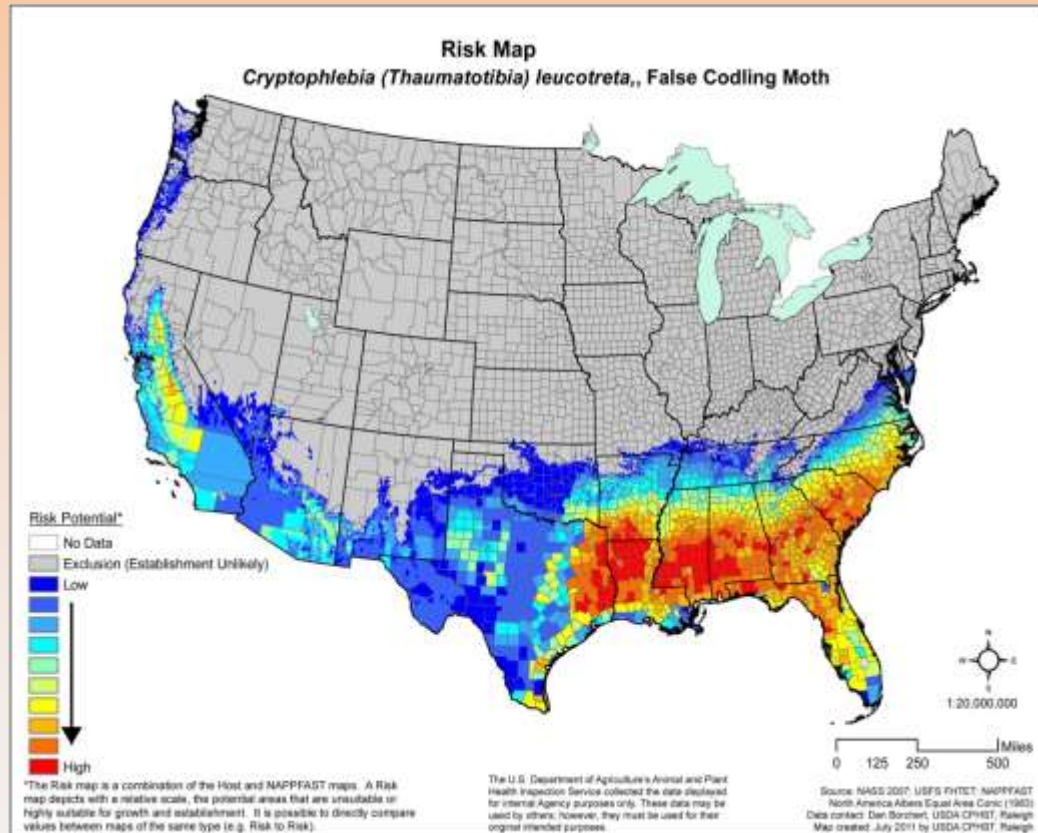 Risk Map
Cryptophlebia (Thaumatotibia) leucotreta,, False Codling Moth
Risk Potential*
No Data
Exclusion (Establishment Unlikely)
Low
High
*The Risk map is a combination of the Host and NAPPFAST maps. A Risk
map depicts with a relative scale, the potential areas that are unsuitable or
highly suitable for growth and establishment. It is possible to directly compare
values between maps of the same type (e.g. Risk to Risk).
The U.S. Department of Agriculture's Animal and Plant
Health Inspection Service collected the data displayed
for internal Agency purposes only. These data may be
used by others; however, they must be used for their
original intended purposes.
N
W
E
S
1:20,000,000
Miles
0 125 250 500
Source: NASS 2007; USFS FHTET; NAPPFAST
North America Albers Equal Area Conic (1983)
Data contact: Dan Borchert, USDA CPHST, Raleigh
Map created July 2011 by USDA CPHST, Raleigh